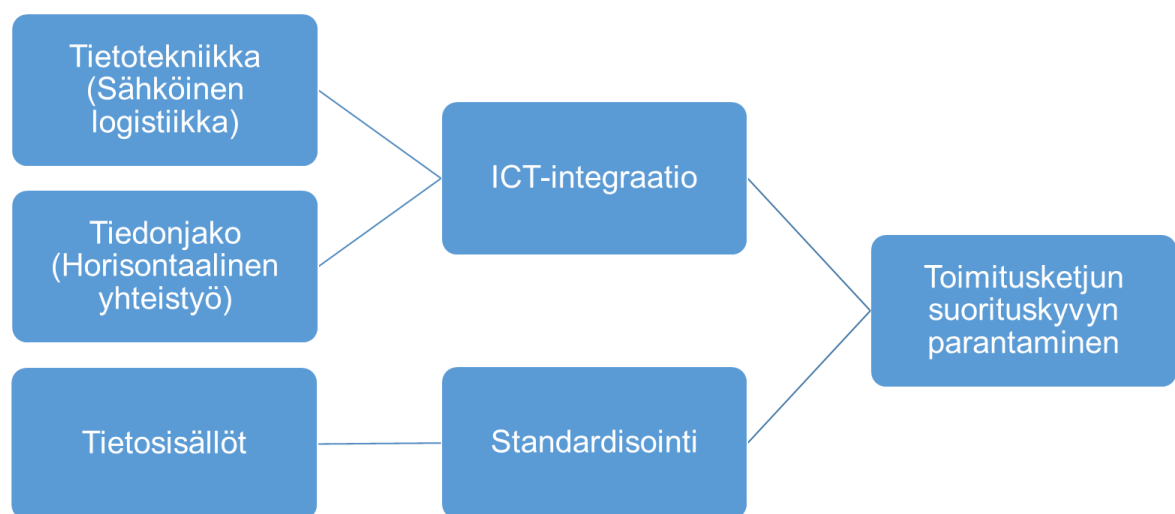 Tietotekniikka
(Sähköinen
logistiikka)
ICT-integraatio
Tiedonjako
(Horisontaalinen
yhteistyö)
Toimitusketjun
suorituskyvyn
parantaminen
Tietosisällöt
Standardisointi